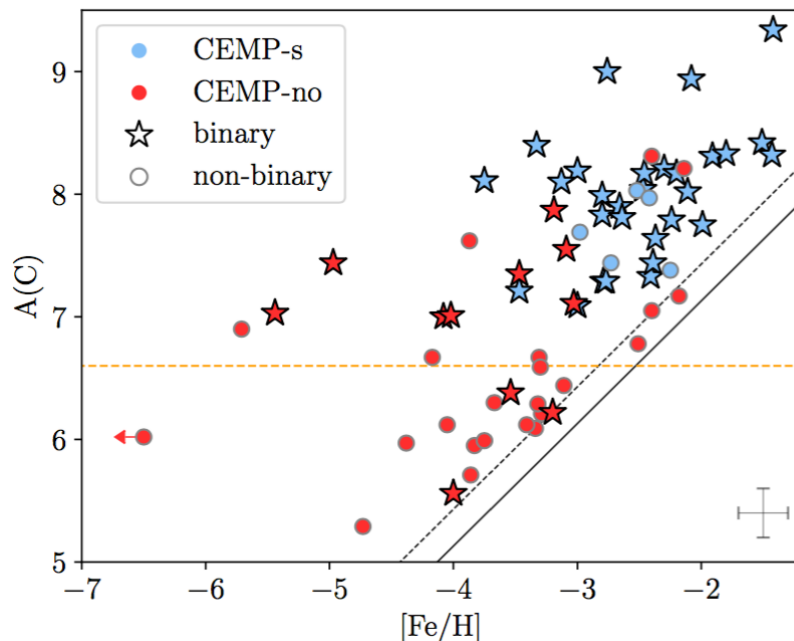 CEMP-s
CEMP-no
binary
non-binary
9
8
7
6
5
A(C)
−7 −6 −5 −4 −3 −2
[Fe/H]